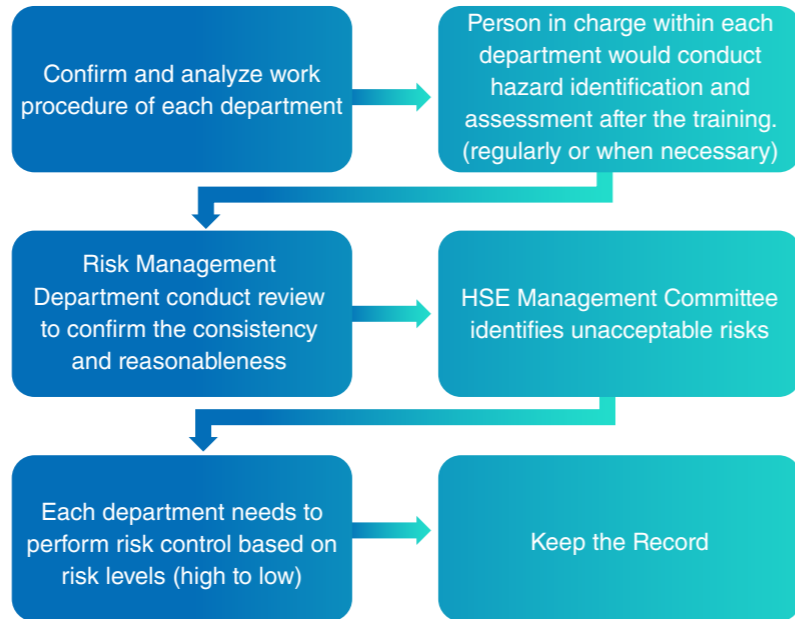 Confirm and analyze work
procedure of each department
Person in charge within each
department would conduct
hazard identification and
assessment after the training.
(regularly or when necessary)
Risk Management
Department conduct review
to confirm the consistency
and reasonableness
HSE Management Committee
identifies unacceptable risks
Each department needs to
perform risk control based on
risk levels (high to low)
Keep the Record